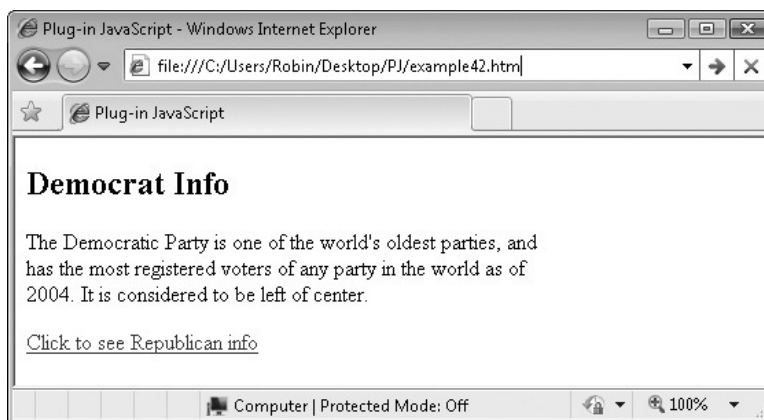 Plug-in JavaScript - Windows Internet Explorer
file:///C:/Users/Robin/Desktop/PJ/example42.htm
Plug-in JavaScript
Democrat Info
The Democratic Party is one of the world's oldest parties, and
has the most registered voters of any party in the world as of
2004. It is considered to be left of center.
Click to see Republican info
Computer | Protected Mode: Off
100%